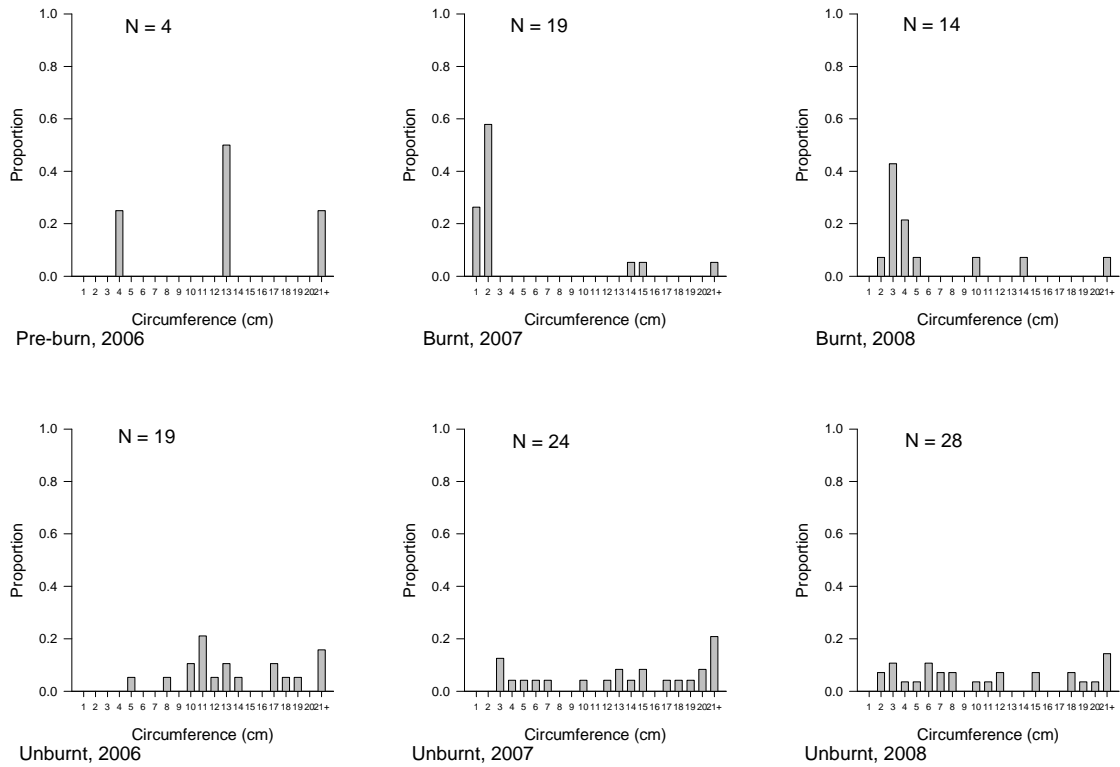 N = 4
1.0
0.8
0.6
0.4
0.2
0.0
Proportion
1 2 3 4 5 6 7 8 9 10 11 12 13 14 15 16 17 18 19 20 21+
Circumference (cm)
Pre-burn, 2006
N = 19
1.0
0.8
0.6
0.4
0.2
0.0
Proportion
1 2 3 4 5 6 7 8 9 10 11 12 13 14 15 16 17 18 19 20 21+
Circumference (cm)
Burnt, 2007
N = 14
1.0
0.8
0.6
0.4
0.2
0.0
Proportion
1 2 3 4 5 6 7 8 9 10 11 12 13 14 15 16 17 18 19 20 21+
Circumference (cm)
Burnt, 2008
N = 19
1.0
0.8
0.6
0.4
0.2
0.0
Proportion
1 2 3 4 5 6 7 8 9 10 11 12 13 14 15 16 17 18 19 20 21+
Circumference (cm)
Unburnt, 2006
N = 24
1.0
0.8
0.6
0.4
0.2
0.0
Proportion
1 2 3 4 5 6 7 8 9 10 11 12 13 14 15 16 17 18 19 20 21+
Circumference (cm)
Unburnt, 2007
N = 28
1.0
0.8
0.6
0.4
0.2
0.0
Proportion
1 2 3 4 5 6 7 8 9 10 11 12 13 14 15 16 17 18 19 20 21+
Circumference (cm)
Unburnt, 2008